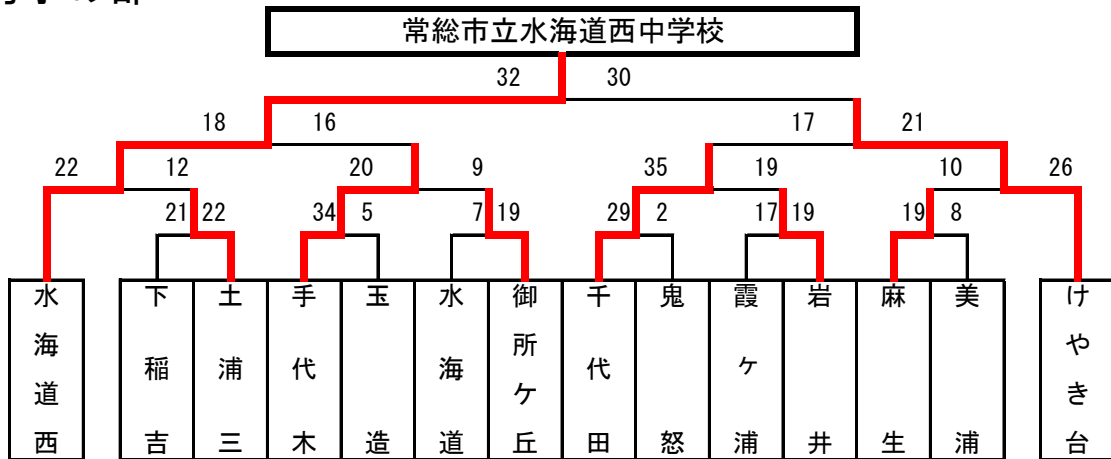 常総市立水海道西中学校
32 30
18 16 17 21
22 12 20 9 35 19 10 26
21 22 34 5 7 19 29 2 17 19 19 8
水海道西
下稲吉
土浦三
手代木
玉造
水海道
御所ケ丘
千代田
鬼怒
霞ヶ浦
岩井
麻生
美浦
けやき台